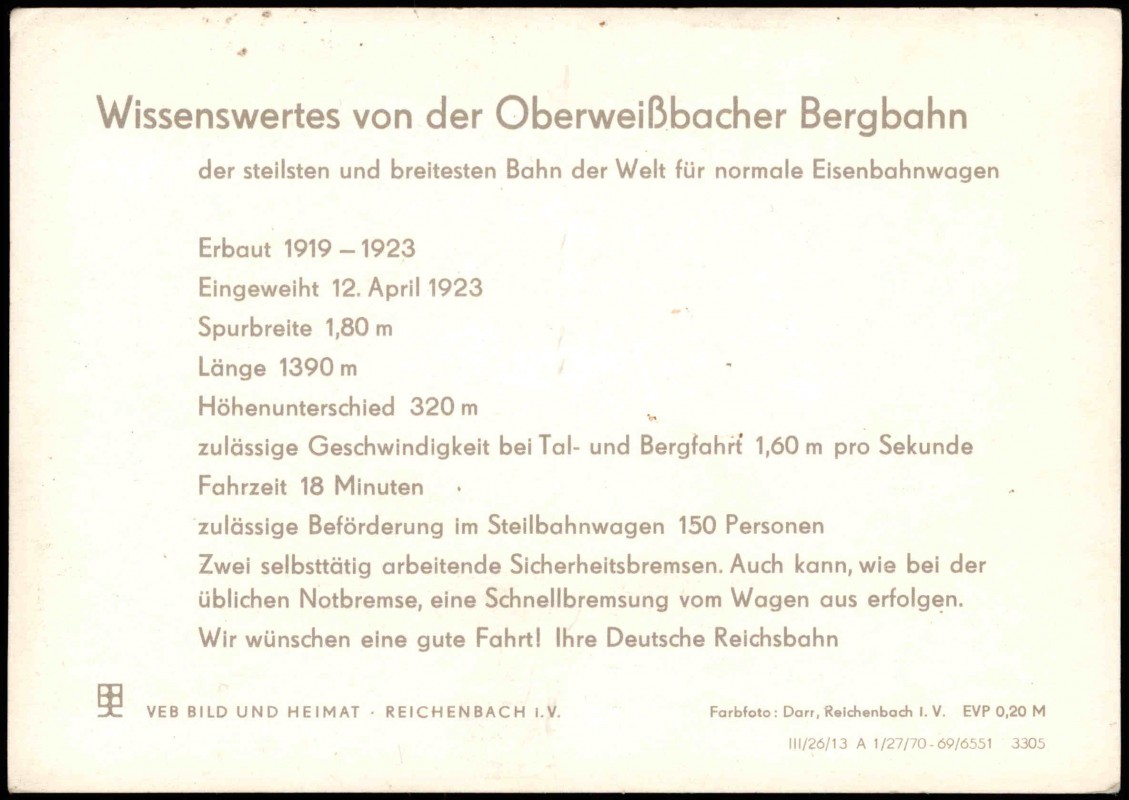 Wissenswertes von der Oberweißbacher Bergbahn
der steilsten und breitesten Bahn der Welt für normale Eisenbahnwagen
Erbaut 1919 – 1923
Eingeweiht 12. April 1923
Spurbreite 1,80 m
Länge 1390 m
Höhenunterschied 320 m
zulässige Geschwindigkeit bei Tal- und Bergfahrt 1,60 m pro Sekunde
Fahrzeit 18 Minuten
zulässige Beförderung im Steilbahnwagen 150 Personen
Zwei selbsttätig arbeitende Sicherheitsbremsen. Auch kann, wie bei der
üblichen Notbremse, eine Schnellbremsung vom Wagen aus erfolgen.
Wir wünschen eine gute Fahrt! Ihre Deutsche Reichsbahn
VEB BILD UND HEIMAT · REICHENBACH i.V.
Farbfoto: Darr, Reichenbach i. V. EVP 0,20 M
III/26/13 A 1/27/70-69/6551 3305